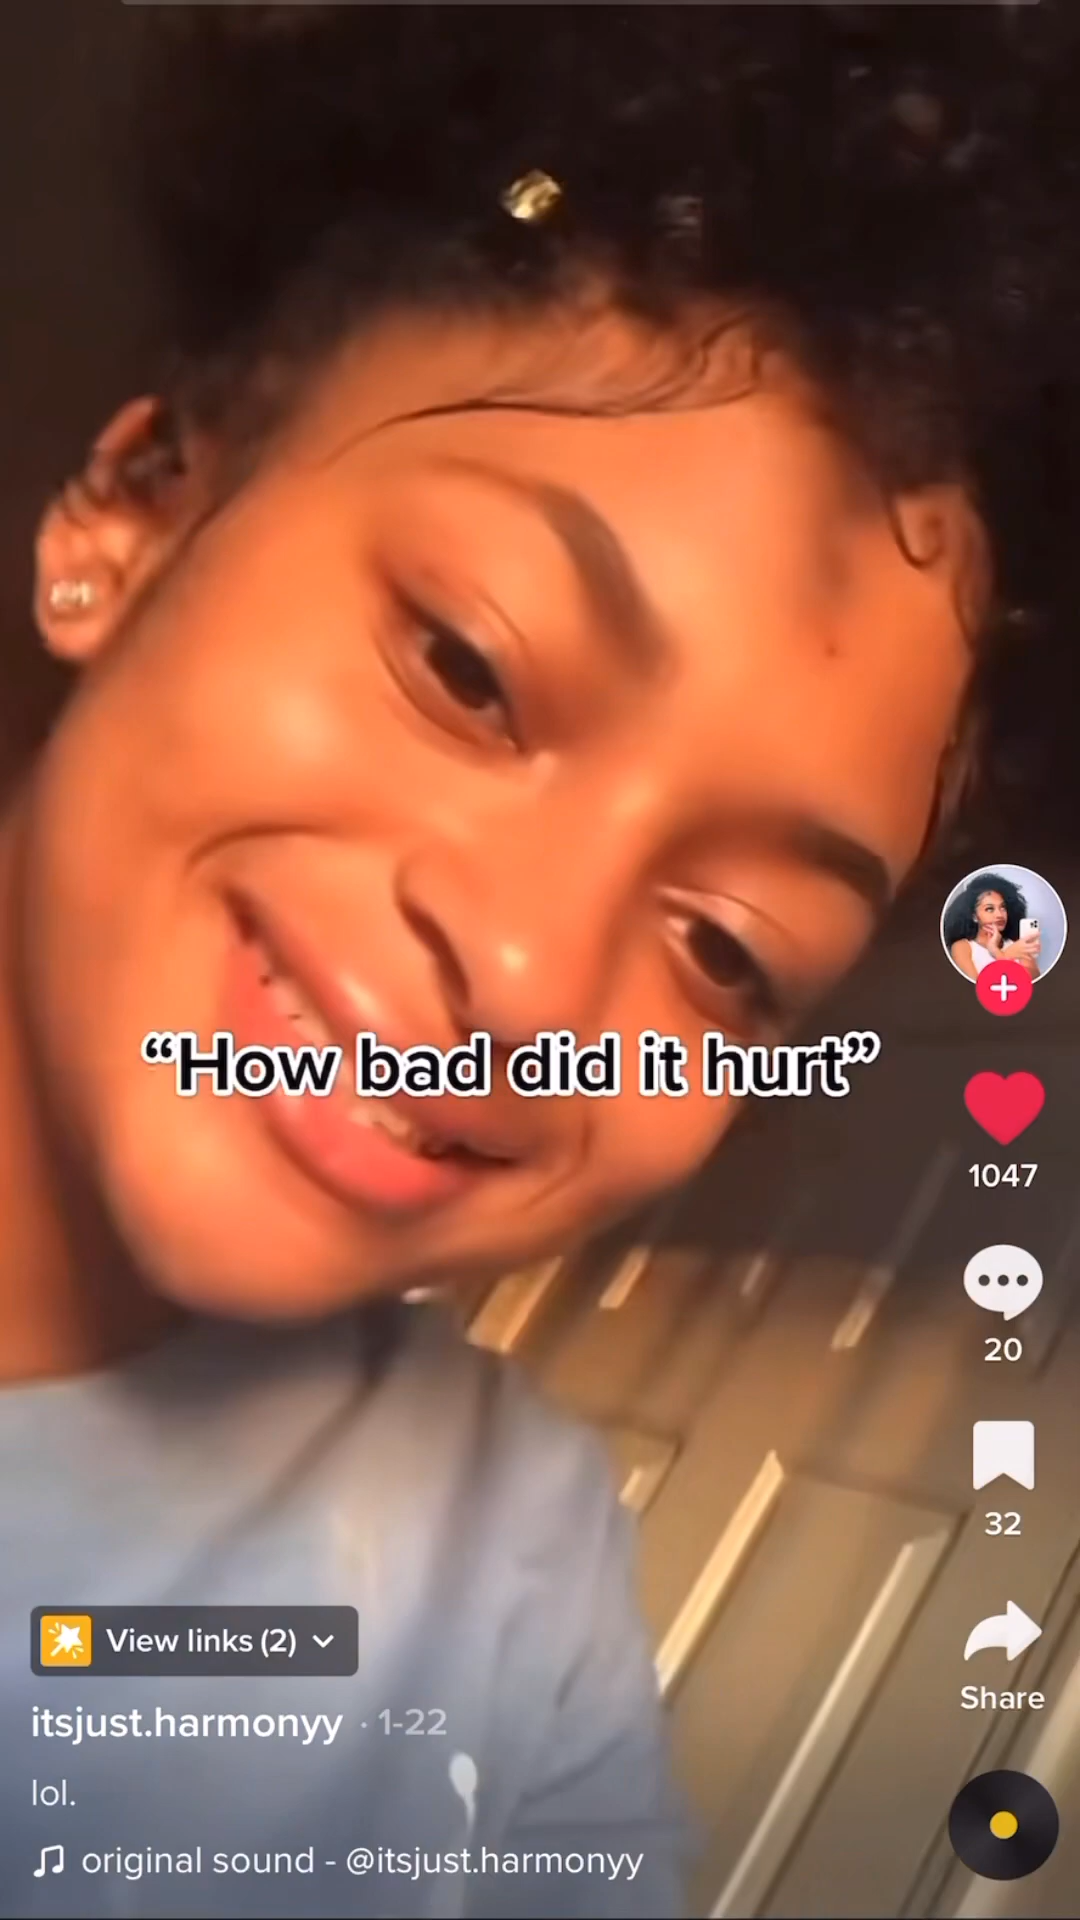 “How bad did it hurt”
1047
20
32
Share
View links (2)
itsjust.harmonyy · 1-22
lol.
original sound - @itsjust.harmonyy